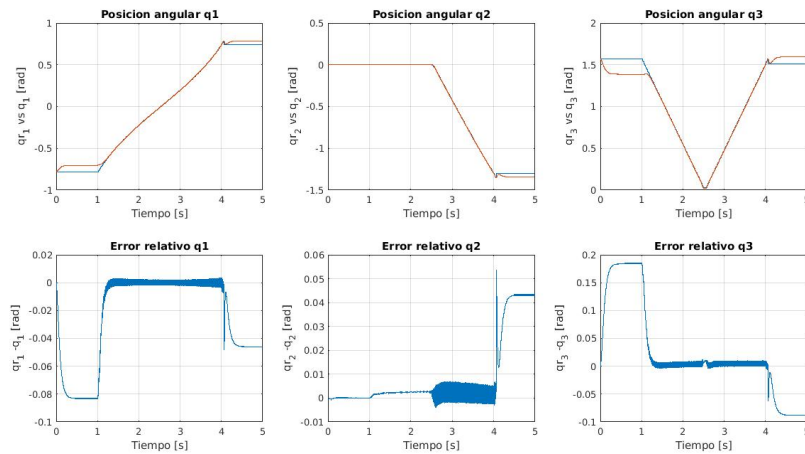 Posicion angular q1
qr1 vs q1 [rad]
1
0.5
0
-0.5
-1
0 1 2 3 4 5
Tiempo [s]
Posicion angular q2
qr2 vs q2 [rad]
0.5
0
-0.5
-1
-1.5
0 1 2 3 4 5
Tiempo [s]
Posicion angular q3
qr3 vs q3 [rad]
2
1.5
1
0.5
0
0 1 2 3 4 5
Tiempo [s]
Error relativo q1
qr1 -q1 [rad]
0.02
0
-0.02
-0.04
-0.06
-0.08
-0.1
0 1 2 3 4 5
Tiempo [s]
Error relativo q2
qr2 -q2 [rad]
0.06
0.05
0.04
0.03
0.02
0.01
0
-0.01
0 1 2 3 4 5
Tiempo [s]
Error relativo q3
qr3 -q3 [rad]
0.2
0.15
0.1
0.05
0
-0.05
-0.1
0 1 2 3 4 5
Tiempo [s]